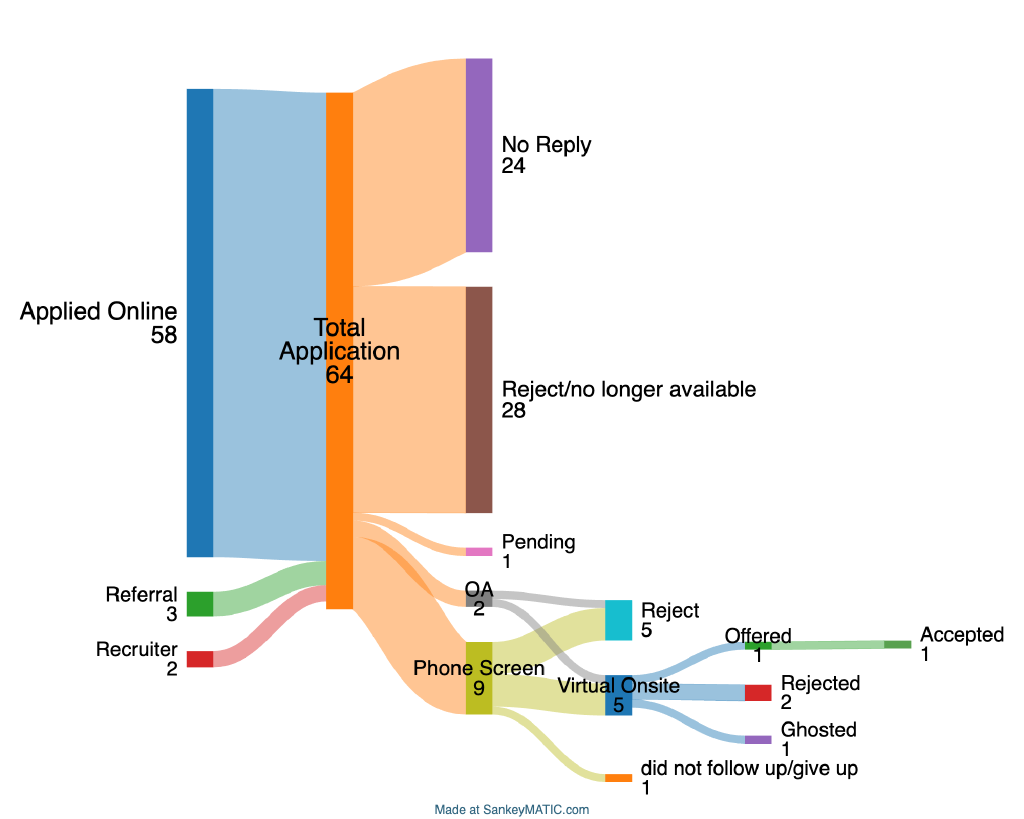 No Reply
24
Applied Online
58
Total
Application
64
Reject/no longer available
28
Pending
1
OA
2
Referral
3
Reject
5
Recruiter
2
Phone Screen
9
Virtual Onsite
5
Offered
1
Accepted
1
Rejected
2
Ghosted
1
did not follow up/give up
1
Made at SankeyMATIC.com